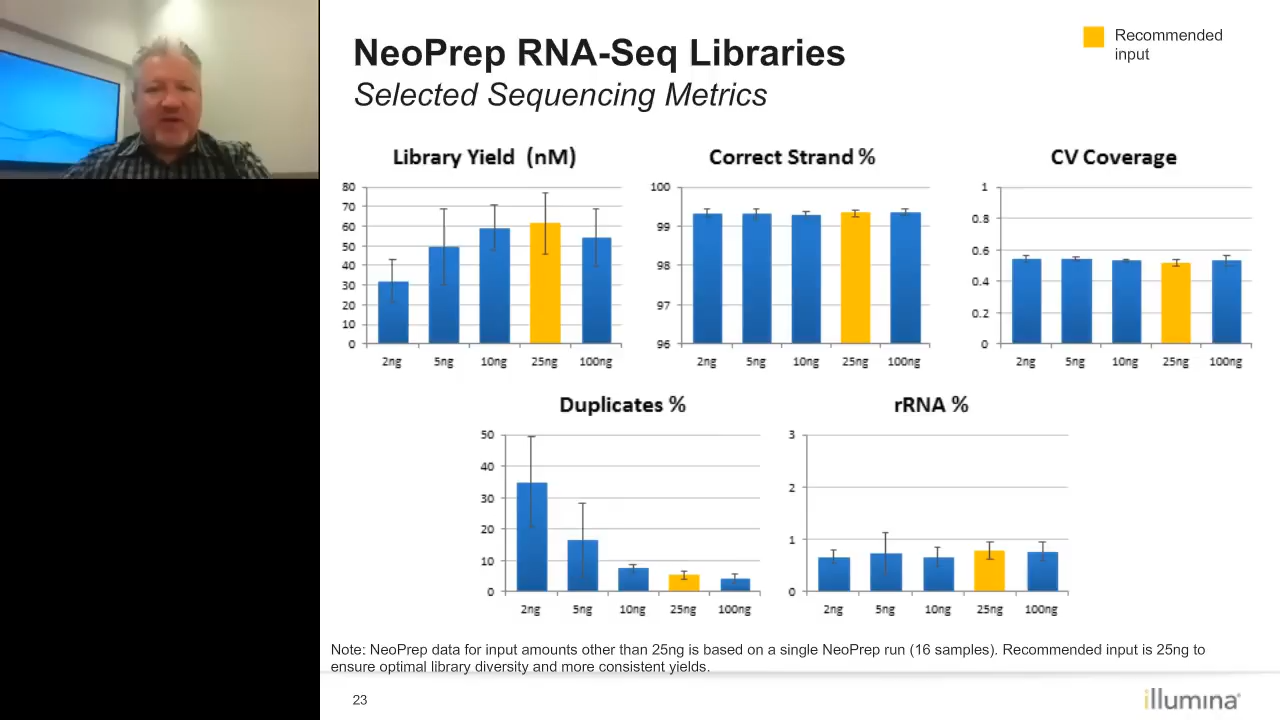 NeoPrep RNA-Seq Libraries
Selected Sequencing Metrics
Recommended
input
Library Yield (nM)
80
70
60
50
40
30
20
10
0
2ng 5ng 10ng 25ng 100ng
Correct Strand %
100
99
98
97
96
2ng 5ng 10ng 25ng 100ng
CV Coverage
1
0.8
0.6
0.4
0.2
0
2ng 5ng 10ng 25ng 100ng
Duplicates %
50
40
30
20
10
0
2ng 5ng 10ng 25ng 100ng
rRNA %
3
2
1
0
2ng 5ng 10ng 25ng 100ng
Note: NeoPrep data for input amounts other than 25ng is based on a single NeoPrep run (16 samples). Recommended input is 25ng to
ensure optimal library diversity and more consistent yields.
23
illumina®